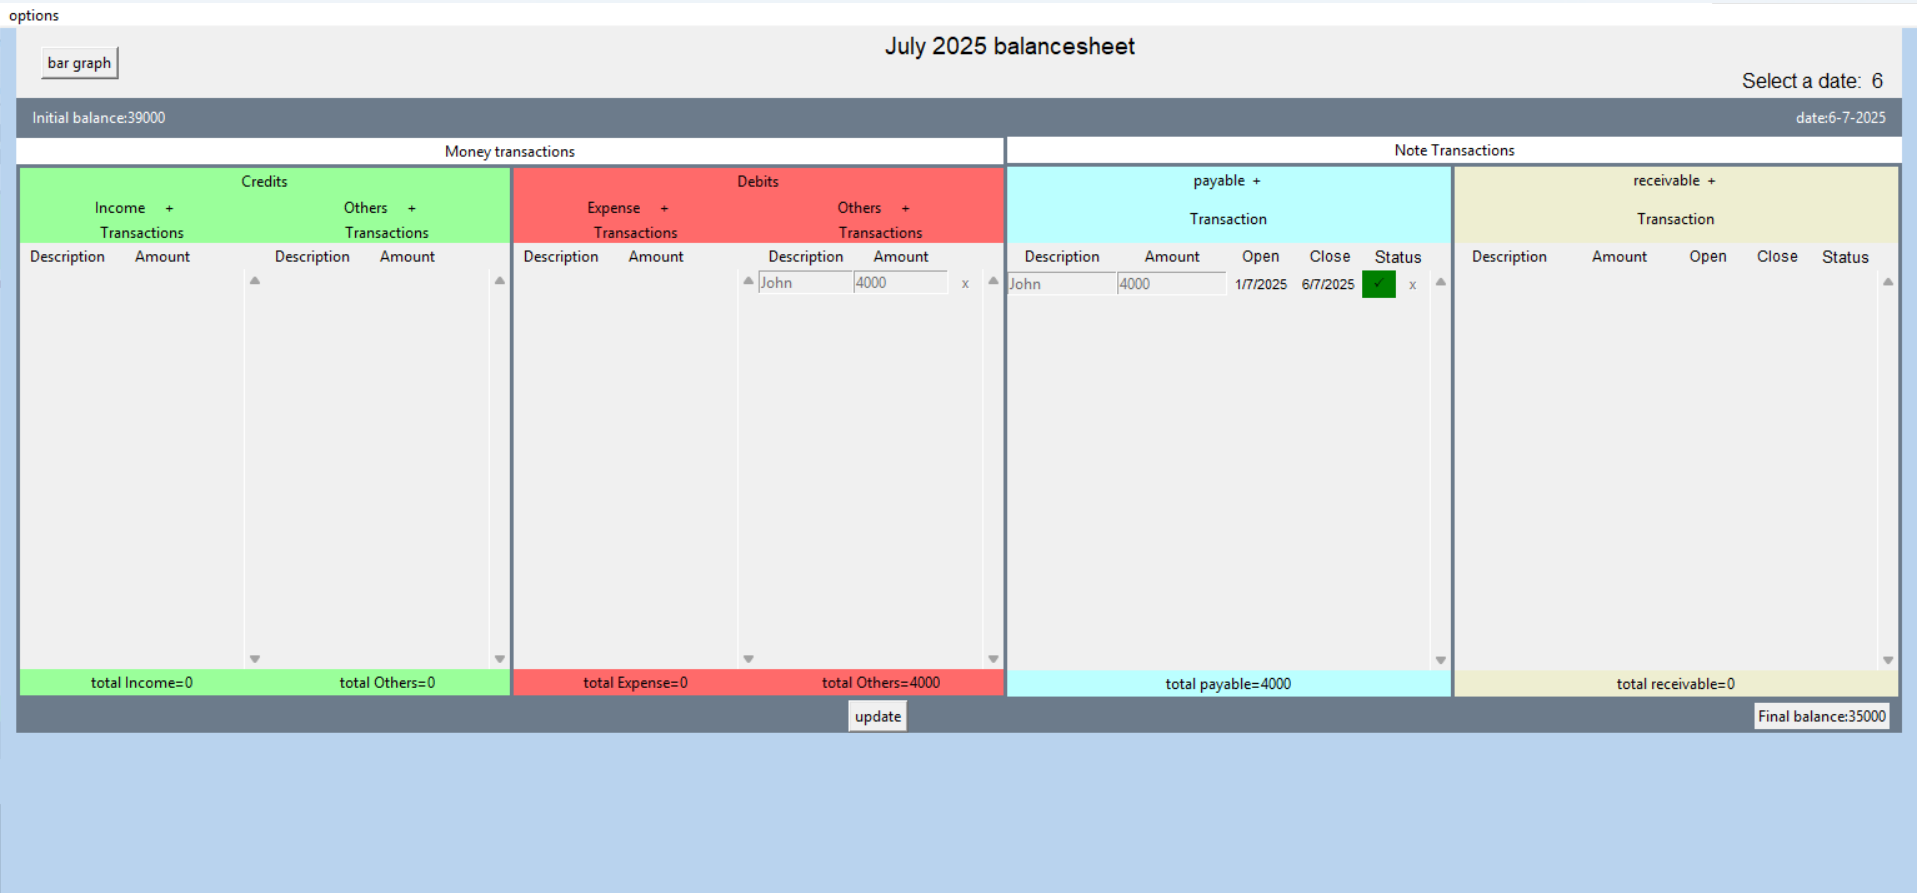 options
July 2025 balancesheet
bar graph
Select a date: 6
Initial balance:39000 date:6-7-2025
Money transactions Note Transactions
Credits Debits payable + receivable +
Income + Others + Expense + Others + Transaction Transaction
Transactions Transactions Transactions Transactions
Description Amount Description Amount Description Amount Description Amount Description Amount Open Close Status Description Amount Open Close Status
John 4000 x John 4000 1/7/2025 6/7/2025 ✓ x
total Income=0 total Others=0 total Expense=0 total Others=4000 total payable=4000 total receivable=0
update Final balance:35000